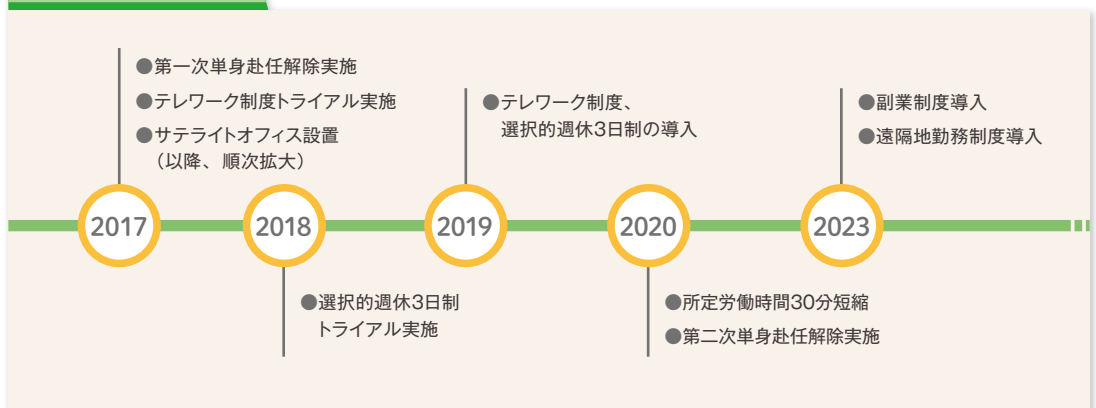 ●第一次単身赴任解除実施
●テレワーク制度トライアル実施
●サテライトオフィス設置
（以降、順次拡大）
●テレワーク制度、
選択的週休3日制の導入
●副業制度導入
●遠隔地勤務制度導入
2017
2018
2019
2020
2023
●選択的週休3日制
トライアル実施
●所定労働時間30分短縮
●第二次単身赴任解除実施